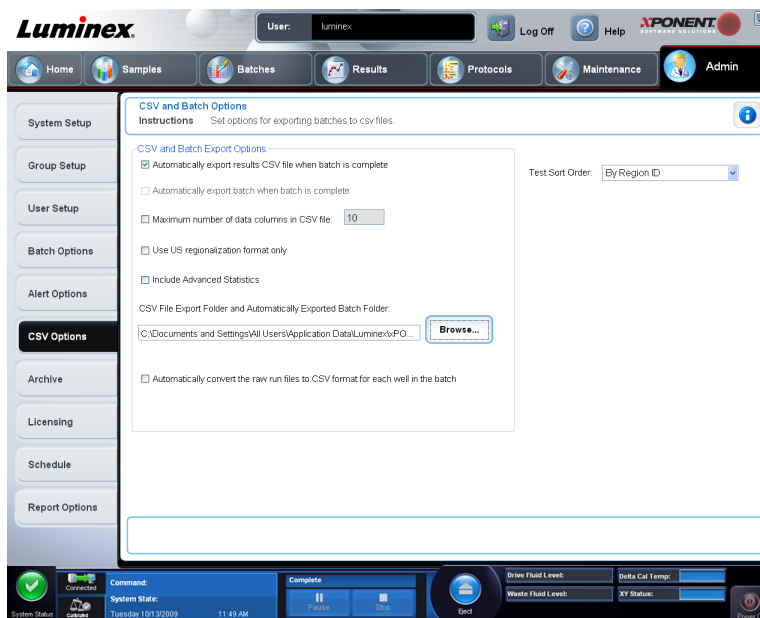 Luminex.
User: luminex
Log Off
Help
XPONENT.
SOFTWARE SOLUTIONS
Home
Samples
Batches
Results
Protocols
Maintenance
Admin
System Setup
Group Setup
User Setup
Batch Options
Alert Options
CSV Options
Archive
Licensing
Schedule
Report Options
CSV and Batch Options
Instructions Set options for exporting batches to csv files.
CSV and Batch Export Options
Automatically export results CSV file when batch is complete
Automatically export batch when batch is complete
Maximum number of data columns in CSV file: 10
Use US regionalization format only
Include Advanced Statistics
CSV File Export Folder and Automatically Exported Batch Folder:
C:\Documents and Settings\All Users\Application Data\Luminex\xPO...
Browse...
Automatically convert the raw run files to CSV format for each well in the batch
Test Sort Order: By Region ID
System Status
Connected
Calibrated
Command:
System State:
Tuesday 10/13/2009 11:49 AM
Complete
Pause
Stop
Eject
Drive Fluid Level:
Waste Fluid Level:
Delta Cal Temp:
XY Status:
Power O